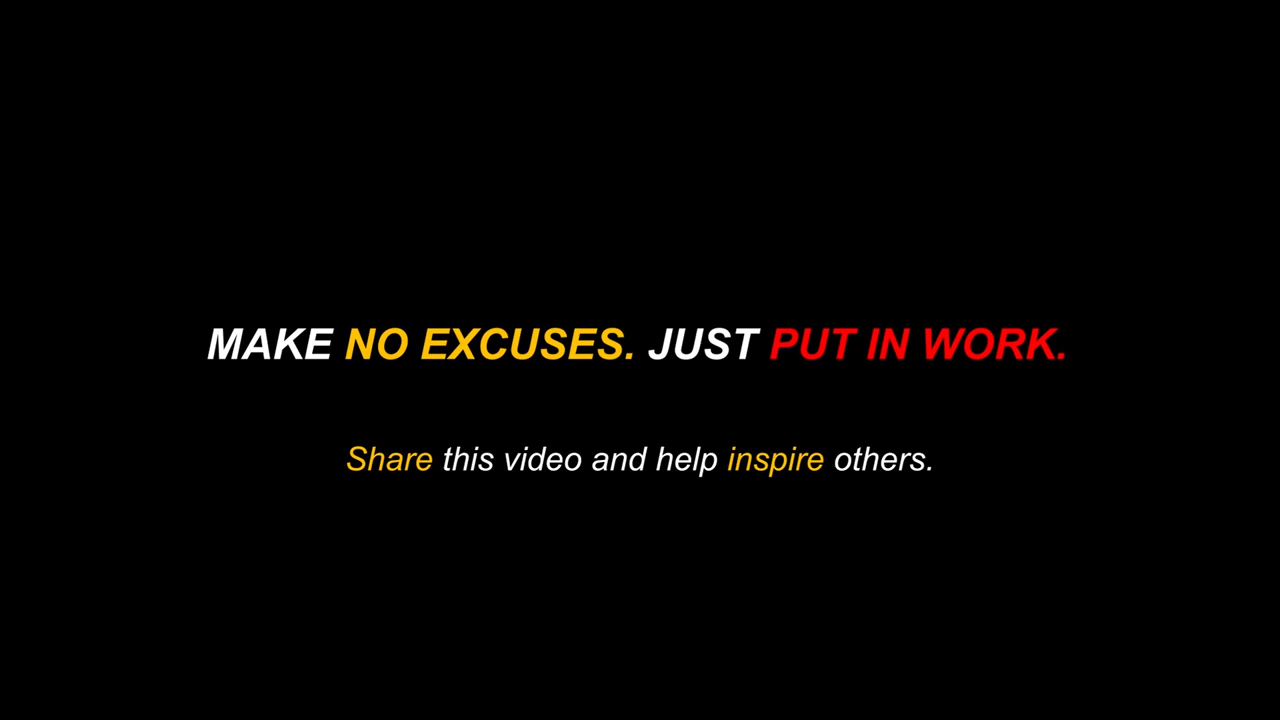 MAKE NO EXCUSES. JUST PUT IN WORK.
Share this video and help inspire others.